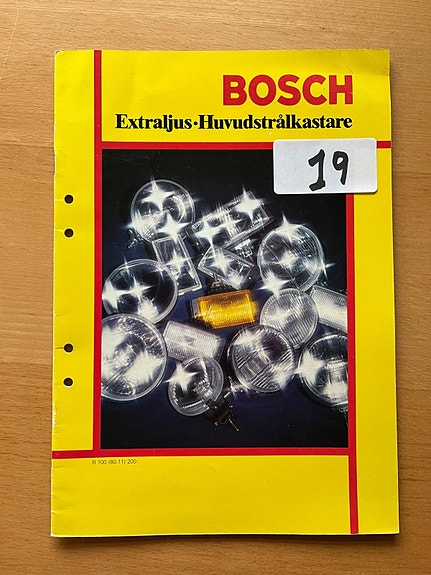 BOSCH
Extraljus·Huvudstrålkastare
19
R 100 (80.11) 200